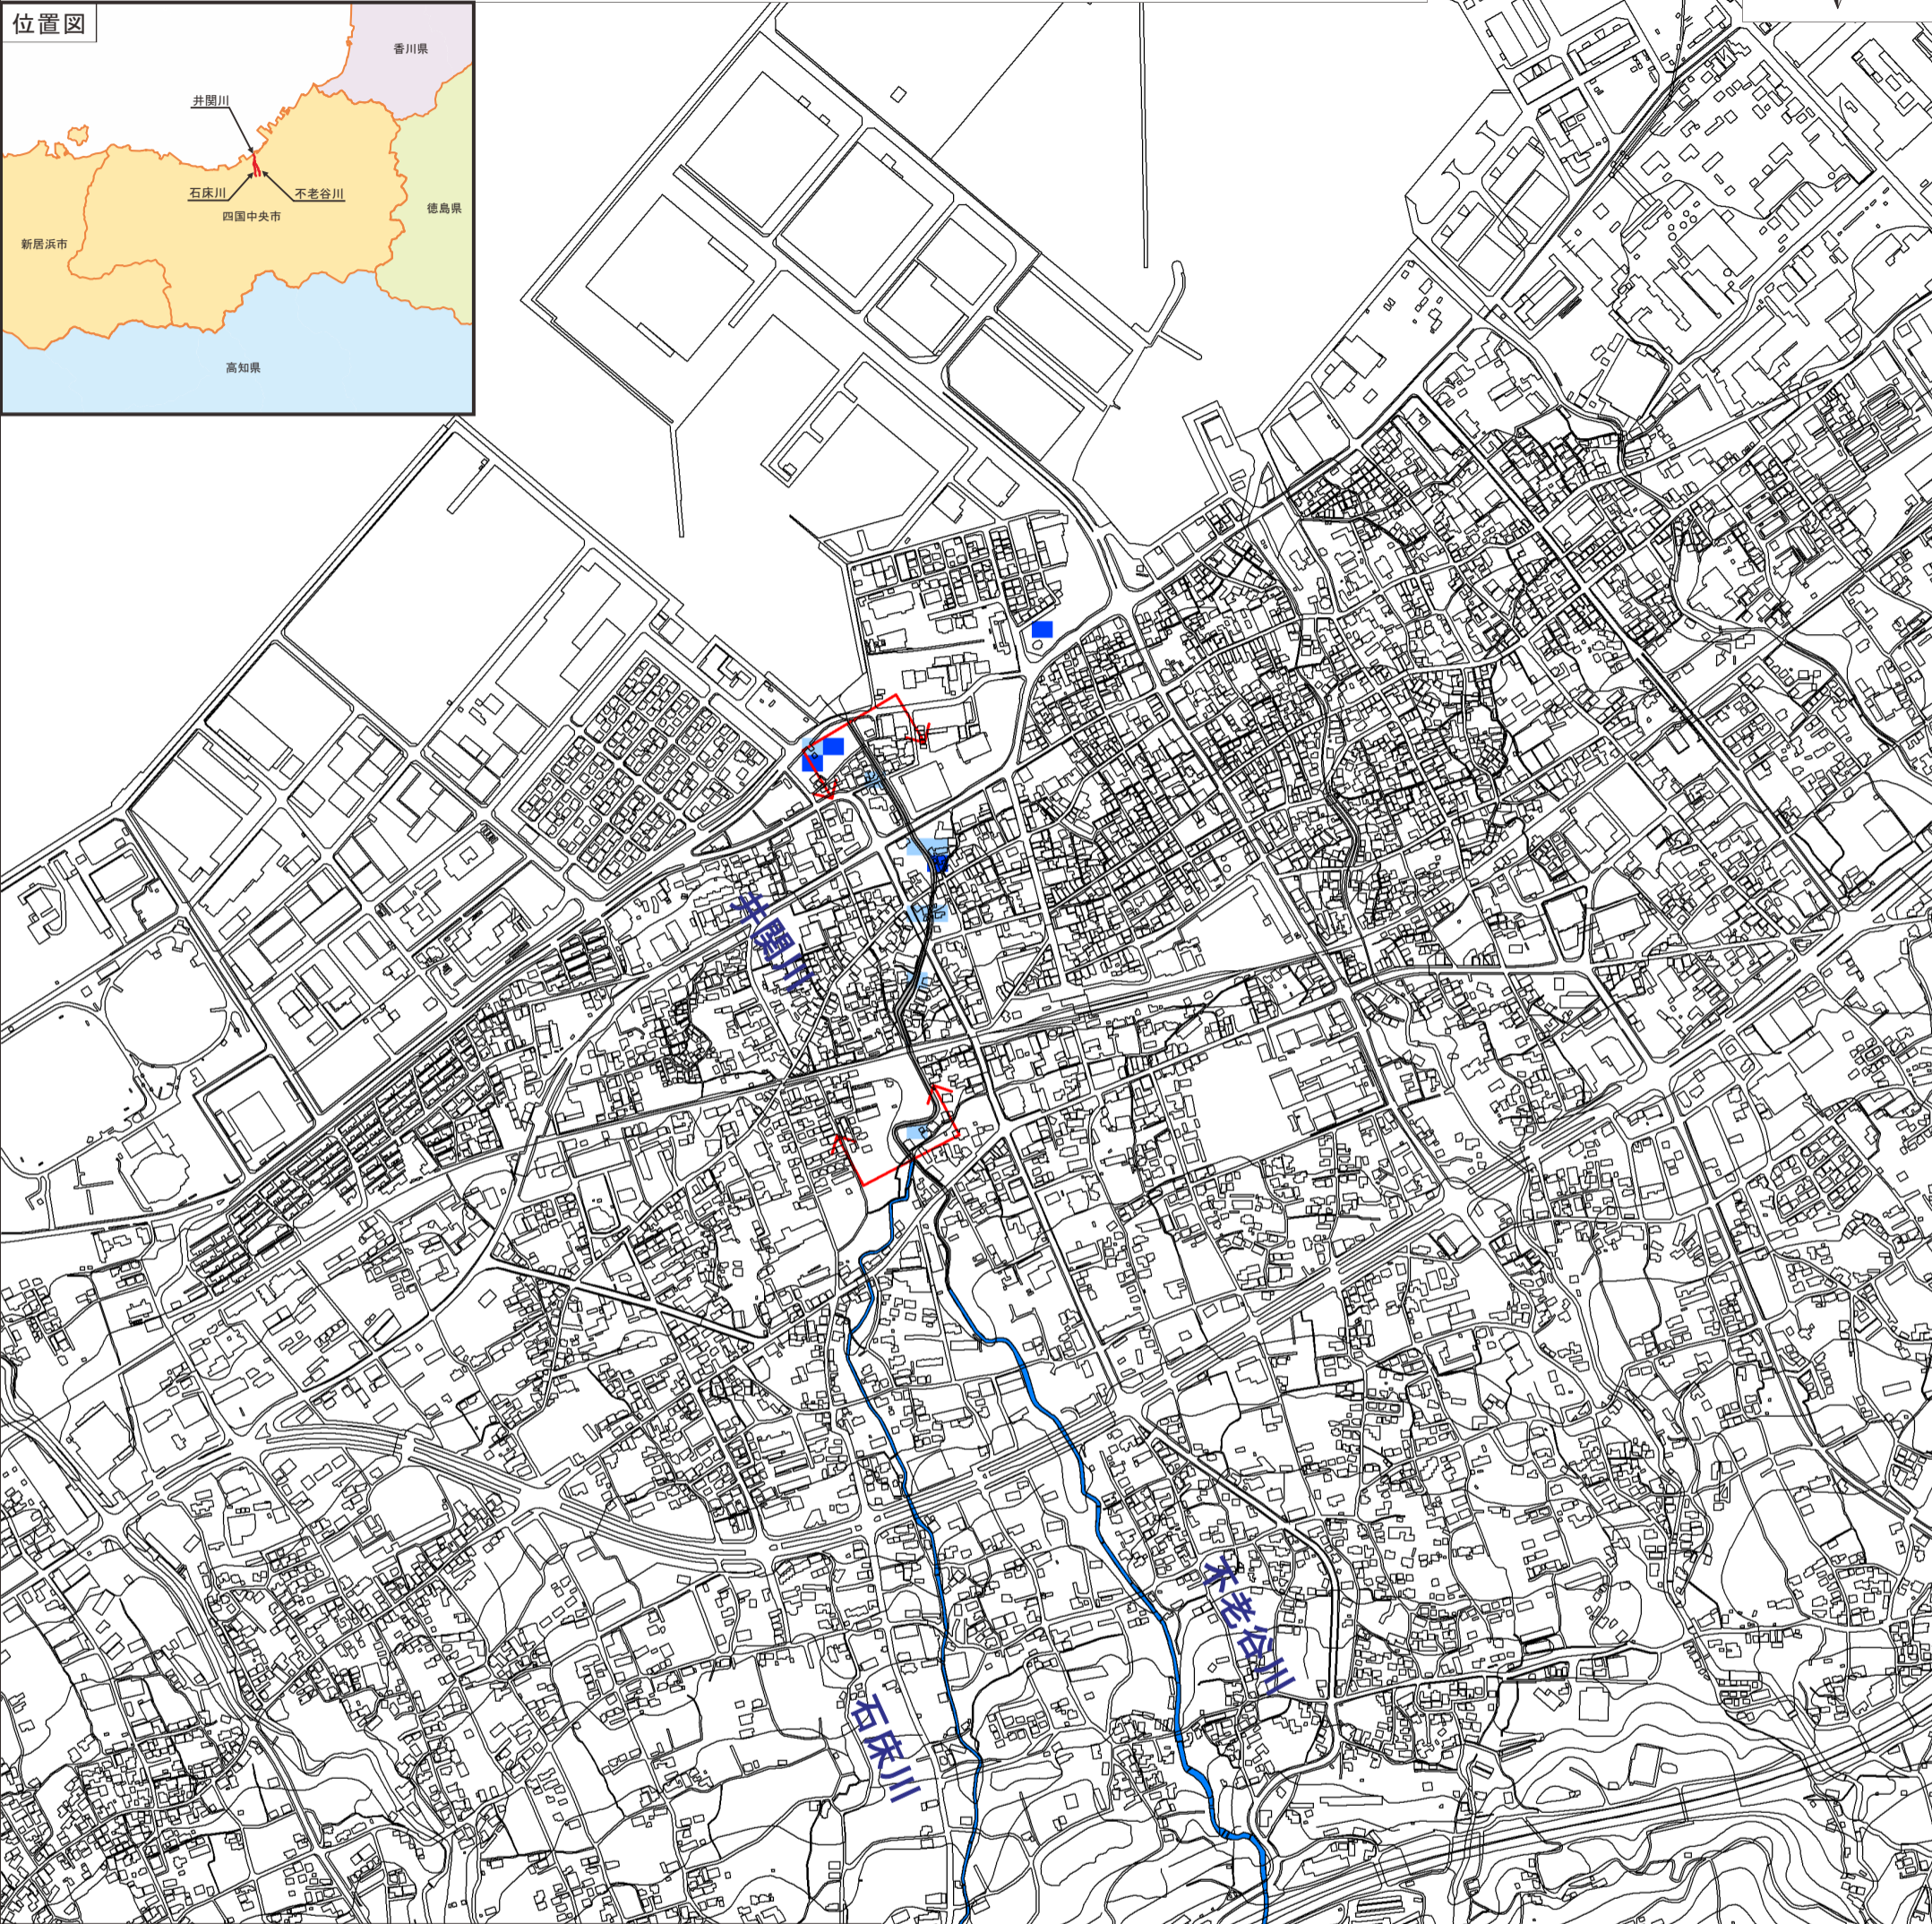 位置図
香川県
井関川
石床川
不老谷川
四国中央市
徳島県
新居浜市
高知県
井関川
不老谷川
石床川